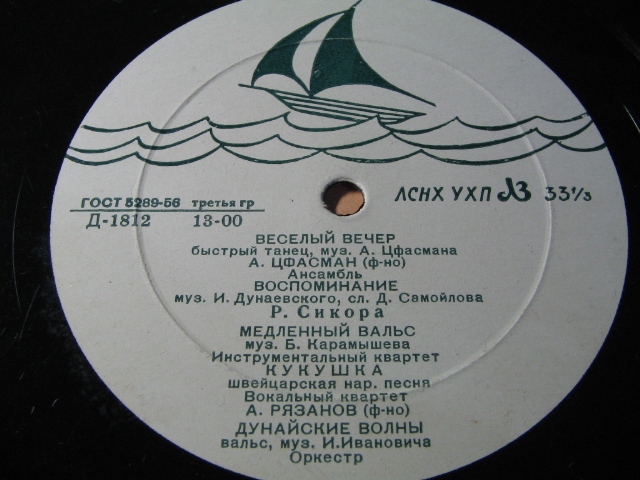 ГОСТ 5289-56 третья гр
Д-1812 13-00
ЛСНХ УХП ЛЗ 33⅓
ВЕСЕЛЫЙ ВЕЧЕР
быстрый танец, муз. А. Цфасмана
А. ЦФАСМАН (ф-но)
Ансамбль
ВОСПОМИНАНИЕ
муз. И. Дунаевского, сл. Д. Самойлова
Р. Сикора
МЕДЛЕННЫЙ ВАЛЬС
муз. Б. Карамышева
Инструментальный квартет
КУКУШКА
швейцарская нар. песня
Вокальный квартет
А. РЯЗАНОВ (ф-но)
ДУНАЙСКИЕ ВОЛНЫ
вальс, муз. И.Ивановича
Оркестр